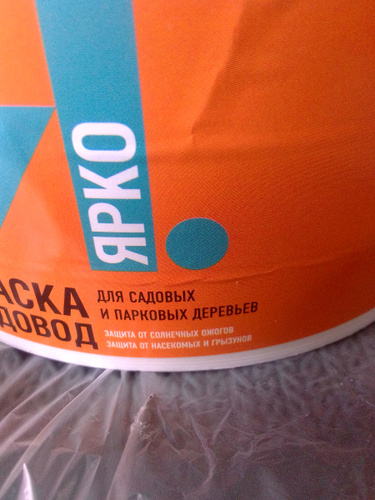 ЯРКО
АСКА
ДОВОД
ДЛЯ САДОВЫХ
И ПАРКОВЫХ ДЕРЕВЬЕВ
ЗАЩИТА ОТ СОЛНЕЧНЫХ ОЖОГОВ
ЗАЩИТА ОТ НАСЕКОМЫХ И ГРЫЗУНОВ